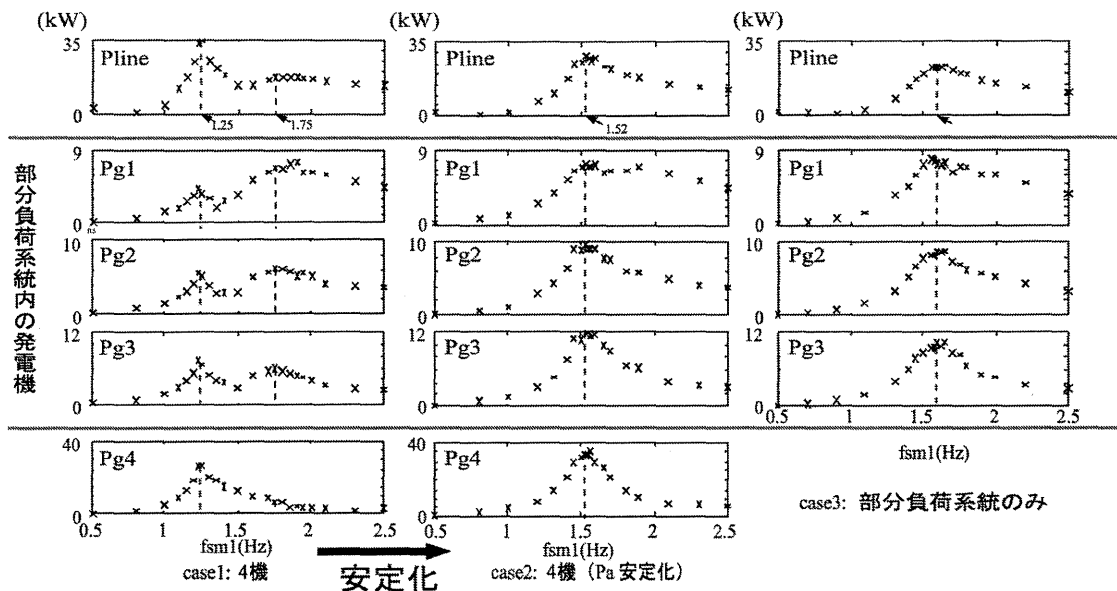 (kW) (kW) (kW)
35 Pline 0 1.25 1.75
35 Pline 0 1.52
35 Pline 0
部分負荷系統内の発電機
9 Pg1 0
9 Pg1 0
9 Pg1 0
10 Pg2 0
10 Pg2 0
10 Pg2 0
12 Pg3 0
12 Pg3 0
12 Pg3 0
0.5 1 1.5 2 2.5
fsm1(Hz)
case3: 部分負荷系統のみ
40 Pg4 0
0.5 1 1.5 2 2.5
fsm1(Hz)
case1: 4機
40 Pg4 0
0.5 1 1.5 2 2.5
fsm1(Hz)
case2: 4機（Pa 安定化）
安定化